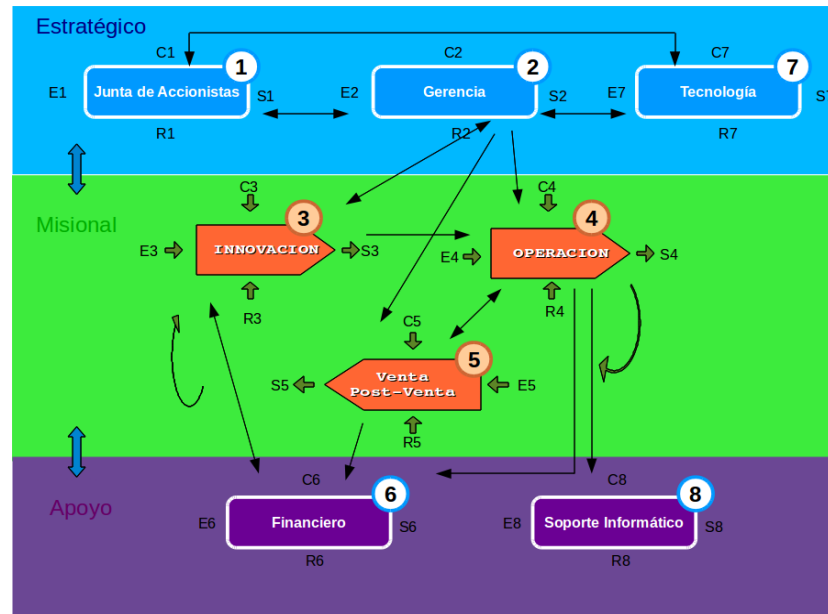 Estratégico
C1
C2
C7
1
2
7
E1
Junta de Accionistas
S1
E2
Gerencia
S2
E7
Tecnología
R1
R2
R7
Misional
C3
C4
3
4
E3
INNOVACION
S3
E4
OPERACION
S4
R3
R4
C5
5
S5
Venta
Post-Venta
E5
R5
Apoyo
C6
C8
6
8
E6
Financiero
S6
E8
Soporte Informático
S8
R6
R8